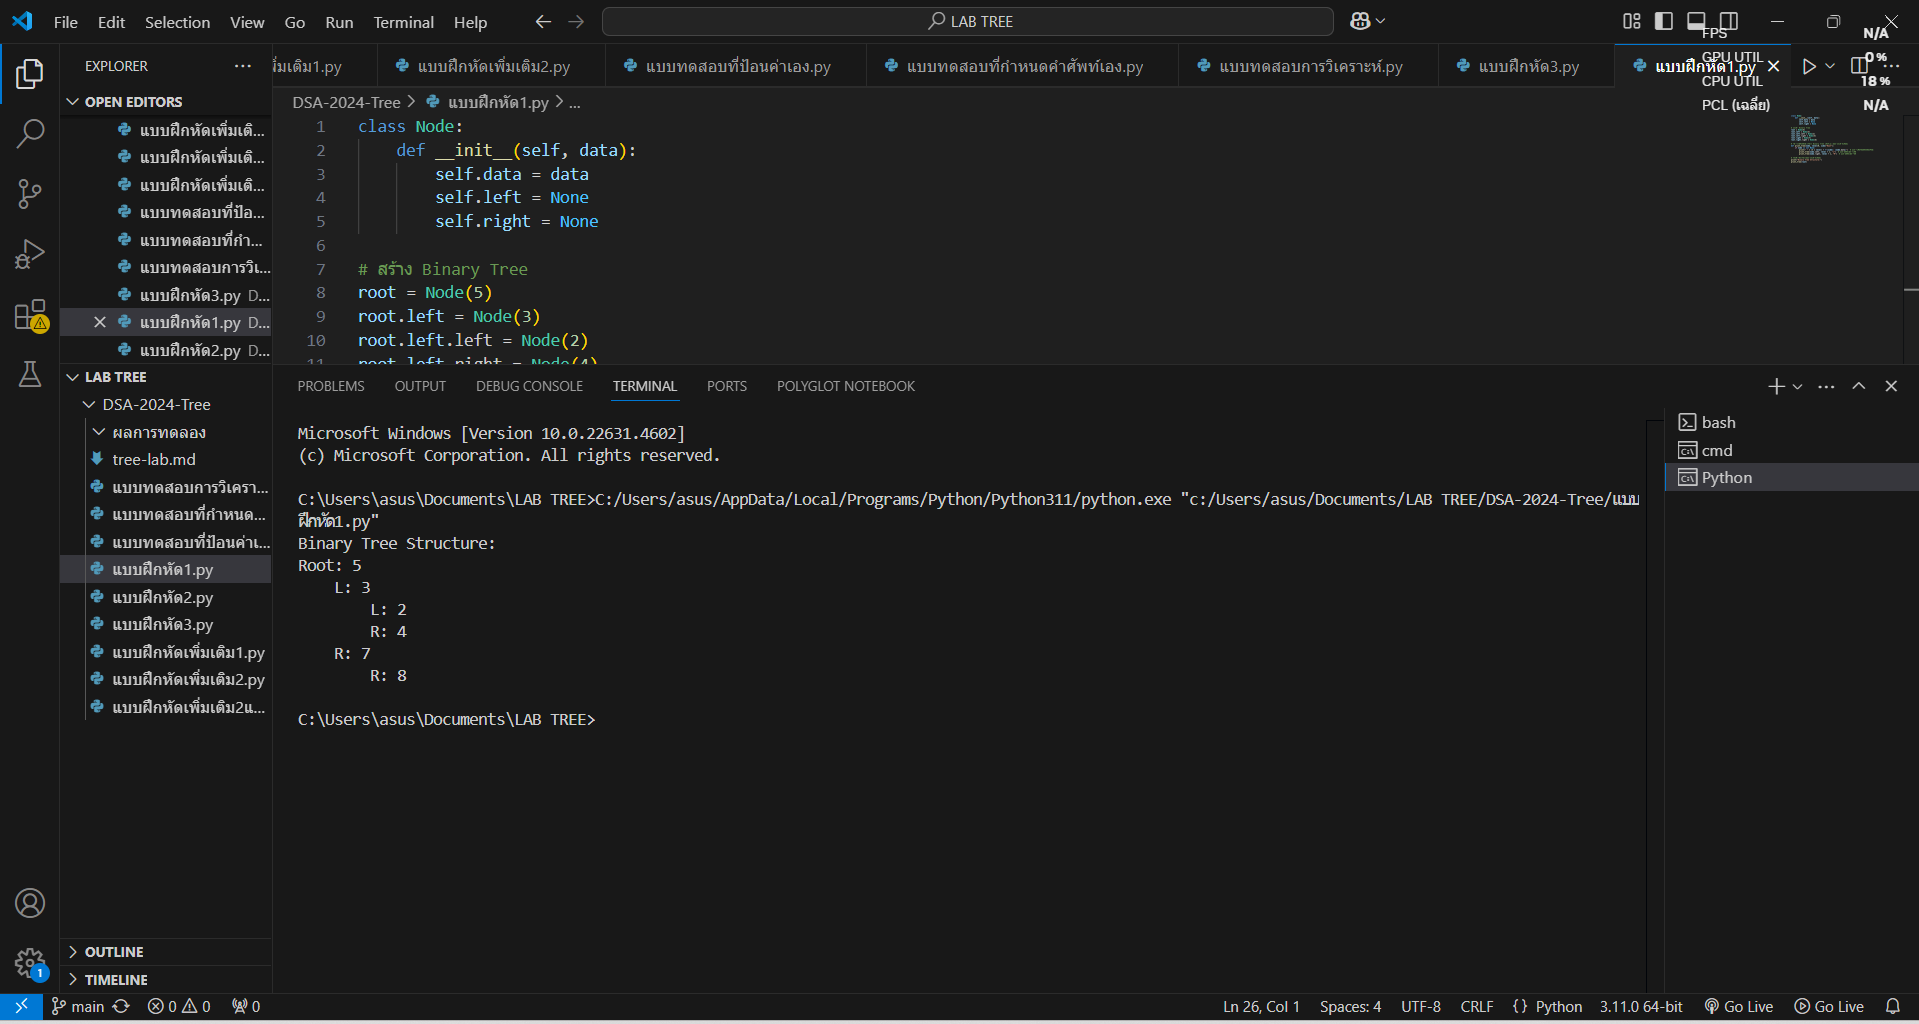 File Edit Selection View Go Run Terminal Help
LAB TREE
FPS N/A
GPU UTIL 0 %
CPU UTIL 18 %
PCL (เฉลี่ย) N/A
EXPLORER
OPEN EDITORS
แบบฝึกหัดเพิ่มเติ...
แบบฝึกหัดเพิ่มเติ...
แบบฝึกหัดเพิ่มเติ...
แบบทดสอบที่ป้อ...
แบบทดสอบที่กำ...
แบบทดสอบการวิ...
แบบฝึกหัด3.py D...
แบบฝึกหัด1.py D...
แบบฝึกหัด2.py D...
LAB TREE
DSA-2024-Tree
ผลการทดลอง
tree-lab.md
แบบทดสอบการวิเครา...
แบบทดสอบที่กำหนด...
แบบทดสอบที่ป้อนค่าเ...
แบบฝึกหัด1.py
แบบฝึกหัด2.py
แบบฝึกหัด3.py
แบบฝึกหัดเพิ่มเติม1.py
แบบฝึกหัดเพิ่มเติม2.py
แบบฝึกหัดเพิ่มเติม2แ...
OUTLINE
TIMELINE
พิ่มเติม1.py แบบฝึกหัดเพิ่มเติม2.py แบบทดสอบที่ป้อนค่าเอง.py แบบทดสอบที่กำหนดคำศัพท์เอง.py แบบทดสอบการวิเคราะห์.py แบบฝึกหัด3.py แบบฝึกหัด1.py
DSA-2024-Tree > แบบฝึกหัด1.py > ...
1 class Node:
2 def __init__(self, data):
3 self.data = data
4 self.left = None
5 self.right = None
6
7 # สร้าง Binary Tree
8 root = Node(5)
9 root.left = Node(3)
10 root.left.left = Node(2)
11 root.left.right = Node(4)
PROBLEMS OUTPUT DEBUG CONSOLE TERMINAL PORTS POLYGLOT NOTEBOOK
Microsoft Windows [Version 10.0.22631.4602]
(c) Microsoft Corporation. All rights reserved.
C:\Users\asus\Documents\LAB TREE>C:/Users/asus/AppData/Local/Programs/Python/Python311/python.exe "c:/Users/asus/Documents/LAB TREE/DSA-2024-Tree/แบบ
ฝึกหัด1.py"
Binary Tree Structure:
Root: 5
L: 3
L: 2
R: 4
R: 7
R: 8
C:\Users\asus\Documents\LAB TREE>
bash
cmd
Python
1
main 0 0 0 Ln 26, Col 1 Spaces: 4 UTF-8 CRLF {} Python 3.11.0 64-bit Go Live Go Live